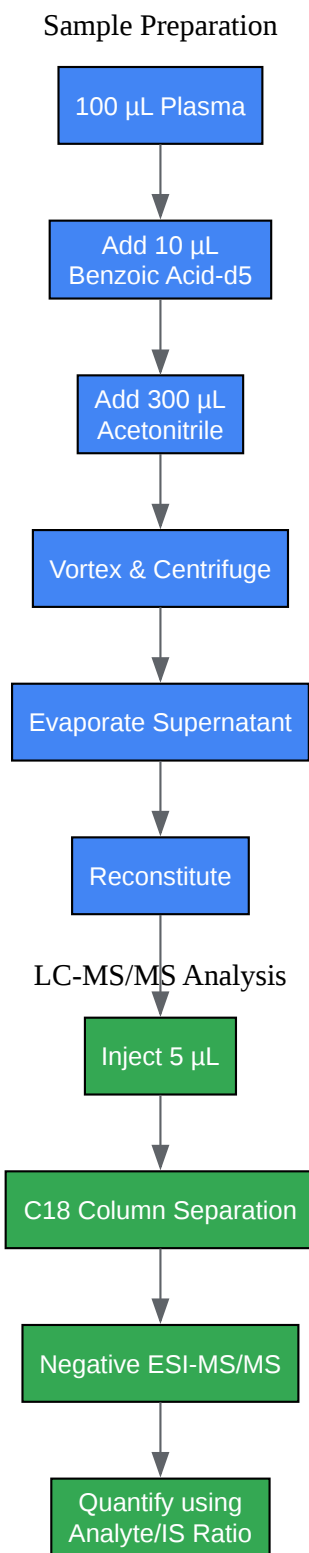 Sample Preparation
100 µL Plasma
Add 10 µL
Benzoic Acid-d5
Add 300 µL
Acetonitrile
Vortex & Centrifuge
Evaporate Supernatant
Reconstitute
LC-MS/MS Analysis
Inject 5 µL
C18 Column Separation
Negative ESI-MS/MS
Quantify using
Analyte/IS Ratio